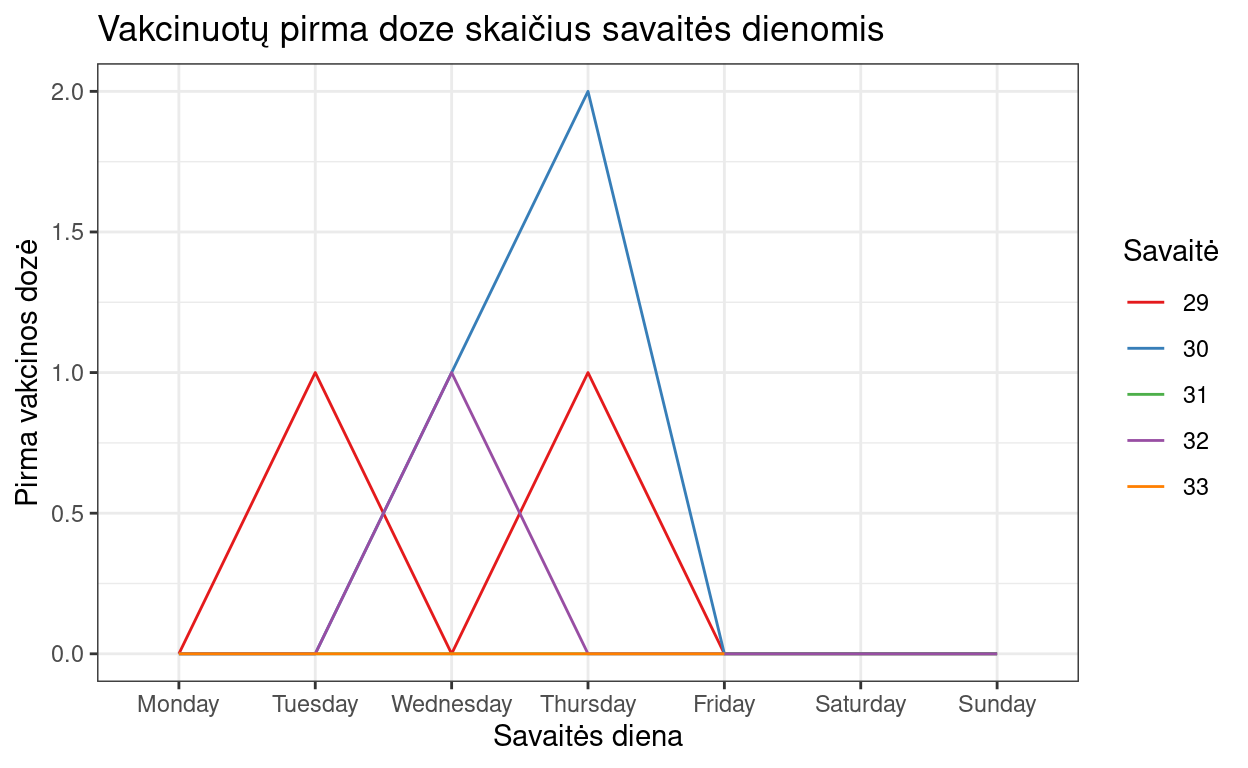 Vakcinuotų pirma doze skaičius savaitės dienomis
Pirma vakcinos dozė
2.0
1.5
1.0
0.5
0.0
Monday
Tuesday
Wednesday
Thursday
Friday
Saturday
Sunday
Savaitės diena
Savaitė
29
30
31
32
33